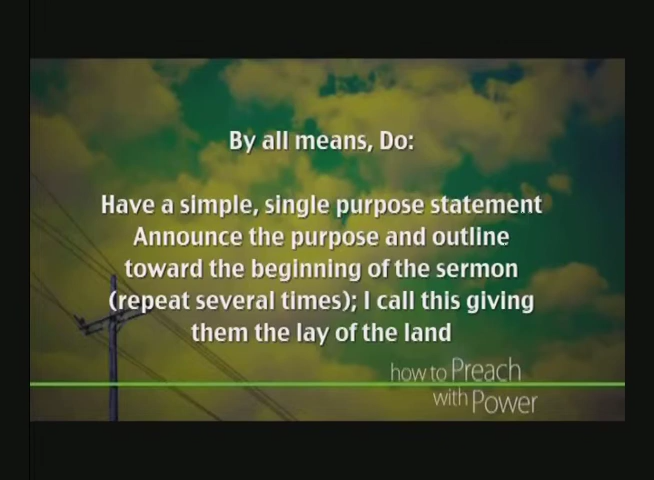 By all means, Do:
Have a simple, single purpose statement
Announce the purpose and outline
toward the beginning of the sermon
(repeat several times); I call this giving
them the lay of the land
how to Preach
with Power